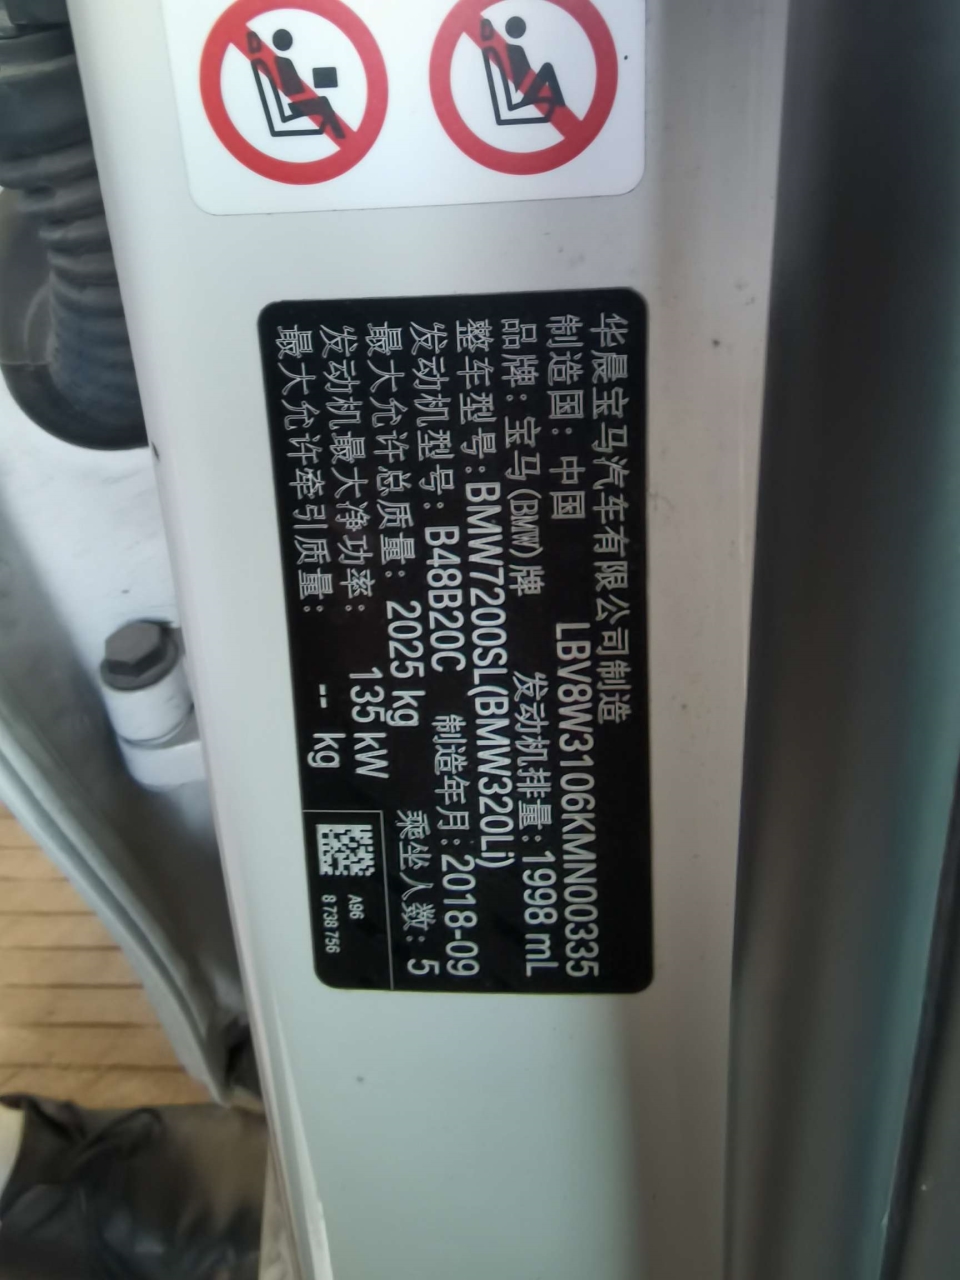 华晨宝马汽车有限公司制造
制造国：中国 LBV8W3106KMN00335
品牌：宝马(BMW)牌 发动机排量：1998 mL
整车型号：BMW7200SL(BMW320Li)
发动机型号：B48B20C 制造年月：2018-09
最大允许总质量：2025 kg 乘坐人数：5
发动机最大净功率：135 kW
最大允许牵引质量：-- kg
A96
8 738 756